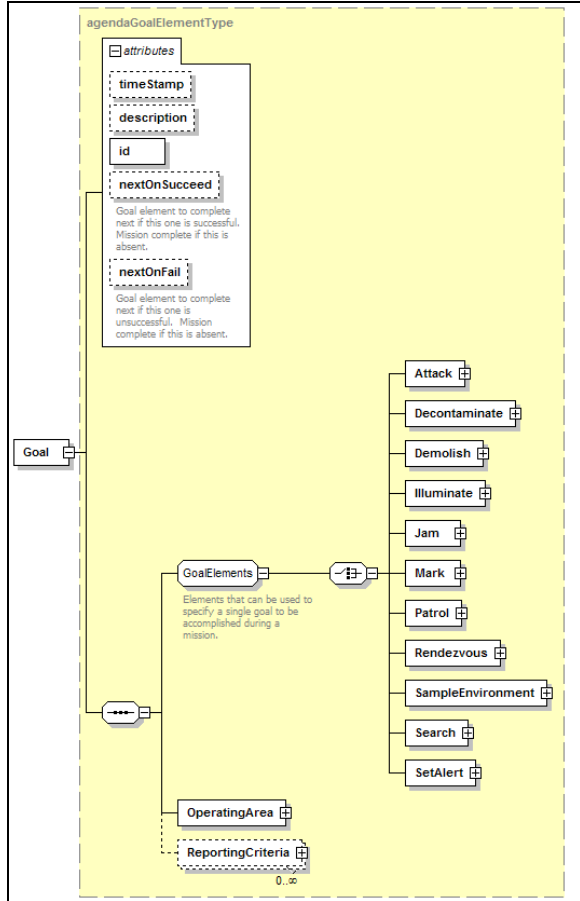 agendaGoalElementType
attributes
timeStamp
description
id
nextOnSucceed
Goal element to complete
next if this one is successful.
Mission complete if this is
absent.
nextOnFail
Goal element to complete
next if this one is
unsuccessful.  Mission
complete if this is absent.
Goal
GoalElements
Elements that can be used to
specify a single goal to be
accomplished during a
mission.
Attack
Decontaminate
Demolish
Illuminate
Jam
Mark
Patrol
Rendezvous
SampleEnvironment
Search
SetAlert
OperatingArea
ReportingCriteria
0..∞